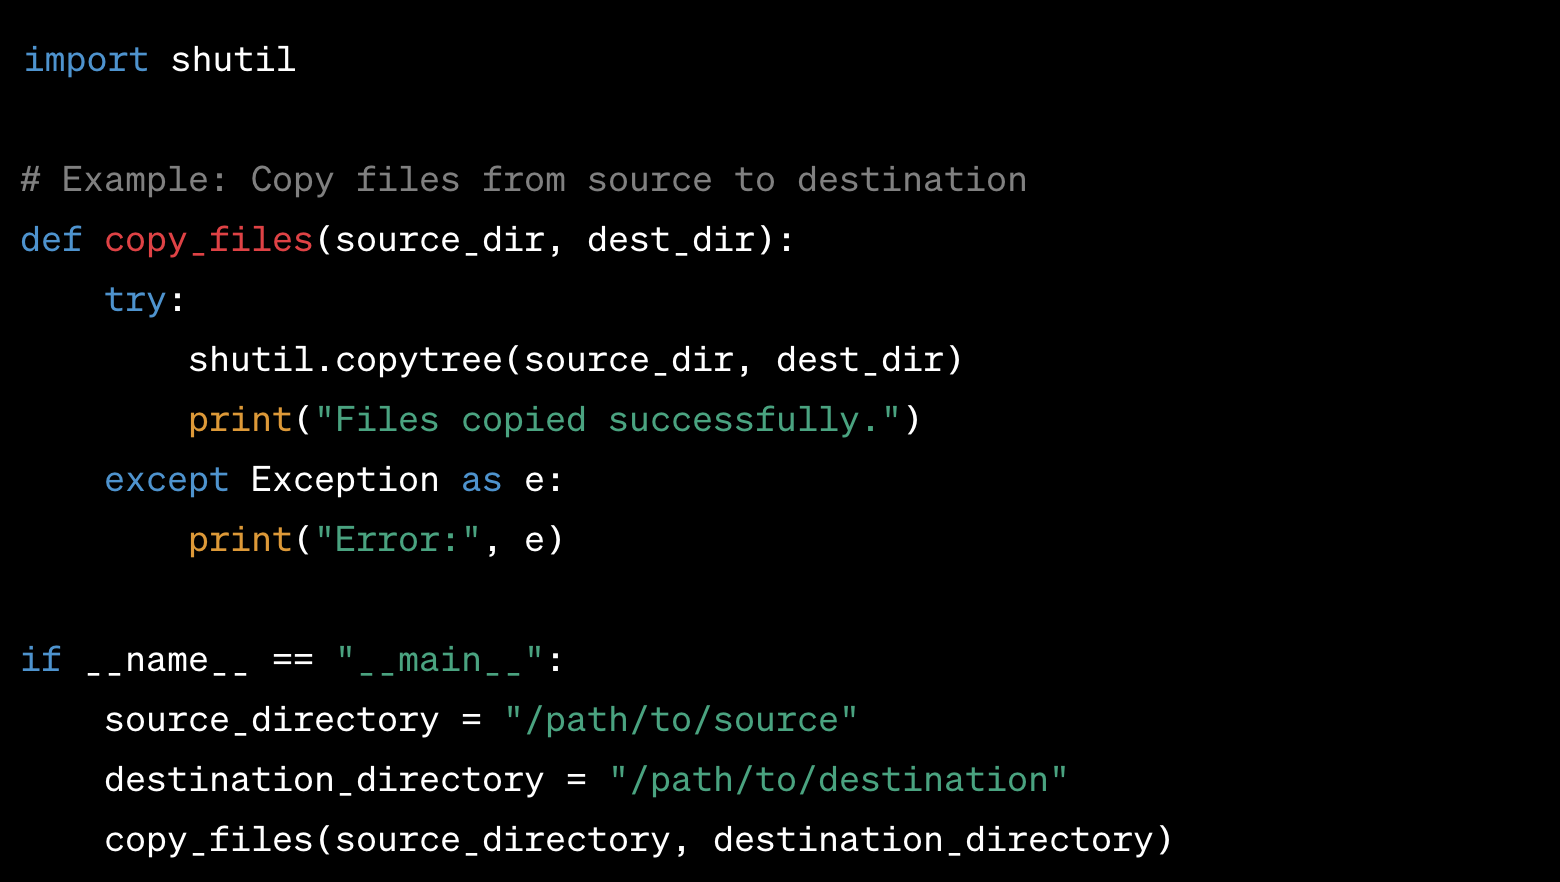 import shutil

# Example: Copy files from source to destination
def copy_files(source_dir, dest_dir):
    try:
        shutil.copytree(source_dir, dest_dir)
        print("Files copied successfully.")
    except Exception as e:
        print("Error:", e)

if __name__ == "__main__":
    source_directory = "/path/to/source"
    destination_directory = "/path/to/destination"
    copy_files(source_directory, destination_directory)